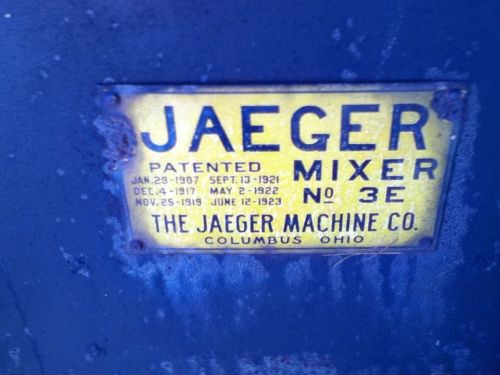 JAEGER
PATENTED
JAN. 29-1907 SEPT. 13-1921
DEC. 4-1917 MAY 2-1922
NOV. 25-1919 JUNE 12-1923
MIXER
No 3E
THE JAEGER MACHINE CO.
COLUMBUS OHIO